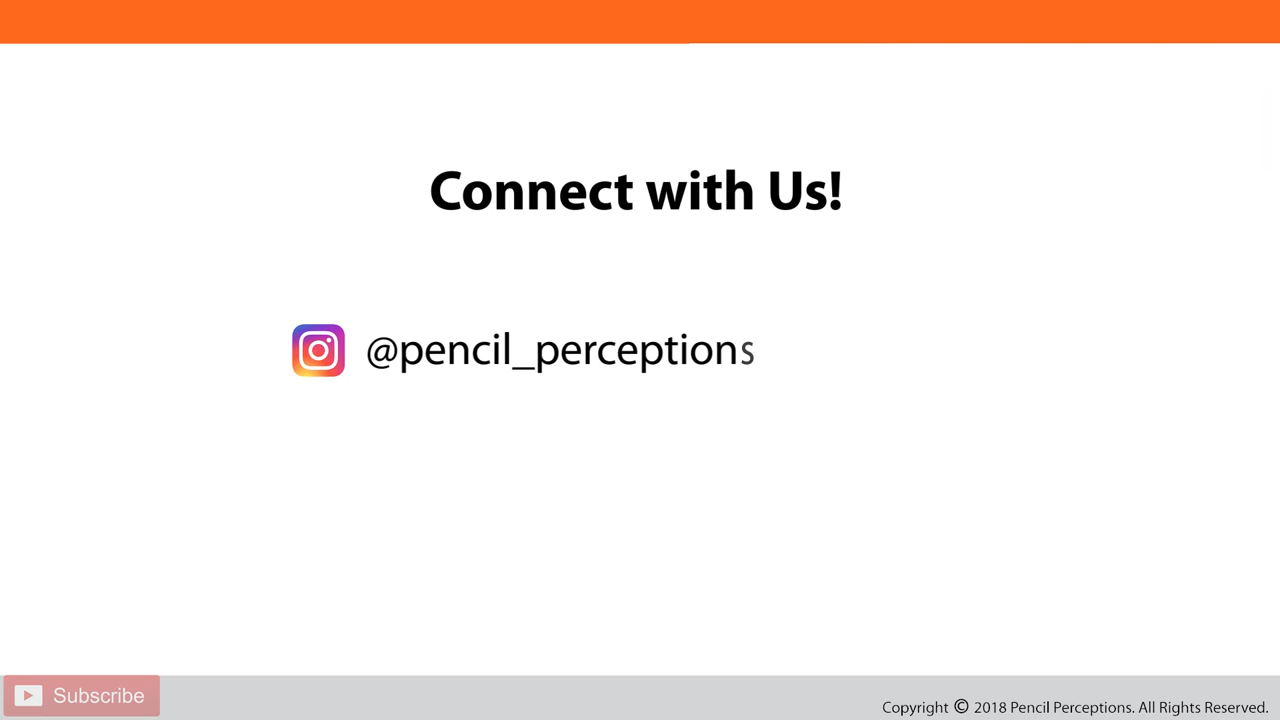 Connect with Us!
@pencil_perceptions
Subscribe
Copyright © 2018 Pencil Perceptions. All Rights Reserved.